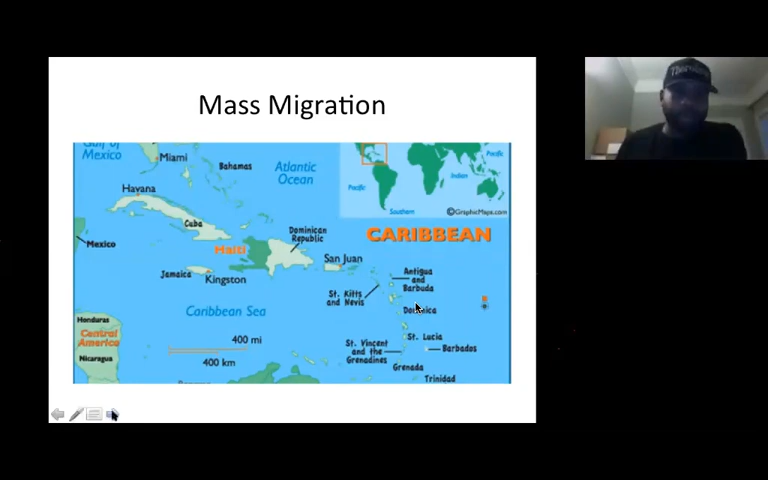 Mass Migration
Gulf of
Mexico
Miami
Bahamas
Atlantic
Ocean
Pacific
Pacific
Indian
Southern
©GraphicMaps.com
Havana
Cuba
Mexico
Haiti
Dominican
Republic
CARIBBEAN
San Juan
Jamaica
Kingston
Antigua
and
Barbuda
St. Kitts
and Nevis
Caribbean Sea
Honduras
Central
America
Nicaragua
400 mi
400 km
St. Lucia
St. Vincent
and the
Grenadines
Barbados
Grenada
Trinidad